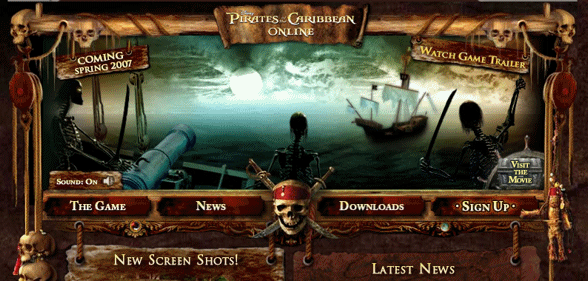 Disney
PIRATES of the CARIBBEAN
ONLINE
COMING
SPRING 2007
WATCH GAME TRAILER
VISIT
THE
MOVIE
SOUND: ON
THE GAME
NEWS
DOWNLOADS
· SIGN UP ·
NEW SCREEN SHOTS!
LATEST NEWS